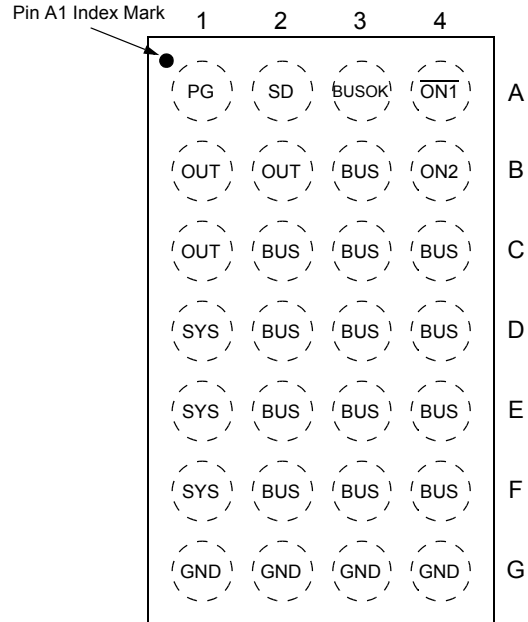 Pin A1 Index Mark
1 2 3 4
PG SD BUSOK O̅N̅1̅ A
OUT OUT BUS ON2 B
OUT BUS BUS BUS C
SYS BUS BUS BUS D
SYS BUS BUS BUS E
SYS BUS BUS BUS F
GND GND GND GND G